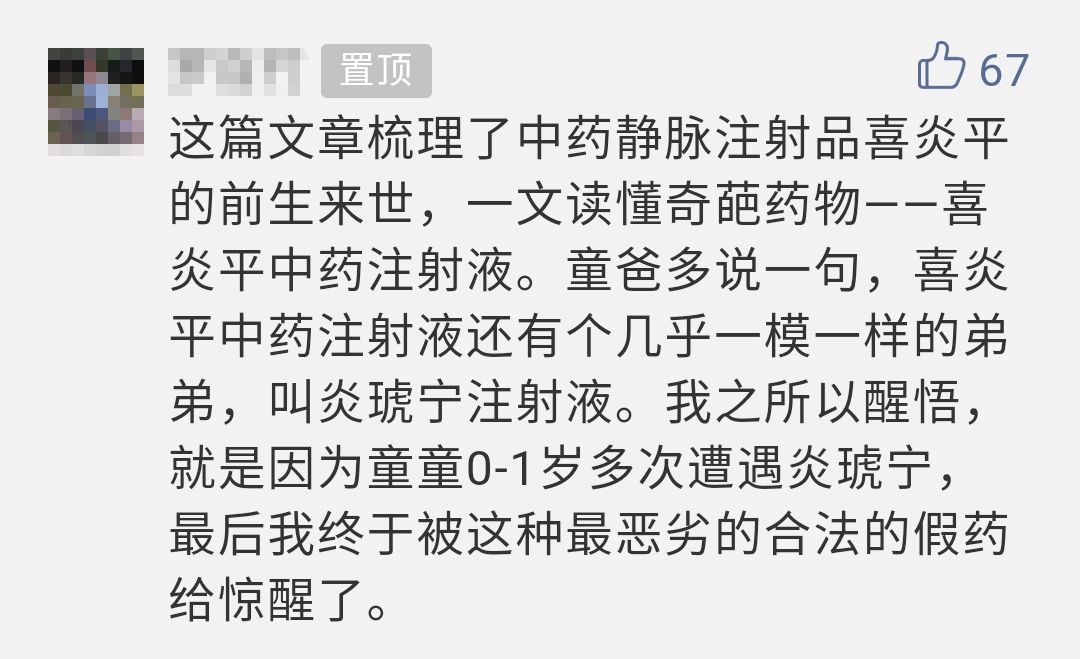 置顶
67
这篇文章梳理了中药静脉注射品喜炎平
的前生来世，一文读懂奇葩药物——喜
炎平中药注射液。童爸多说一句，喜炎
平中药注射液还有个几乎一模一样的弟
弟，叫炎琥宁注射液。我之所以醒悟，
就是因为童童0-1岁多次遭遇炎琥宁，
最后我终于被这种最恶劣的合法的假药
给惊醒了。